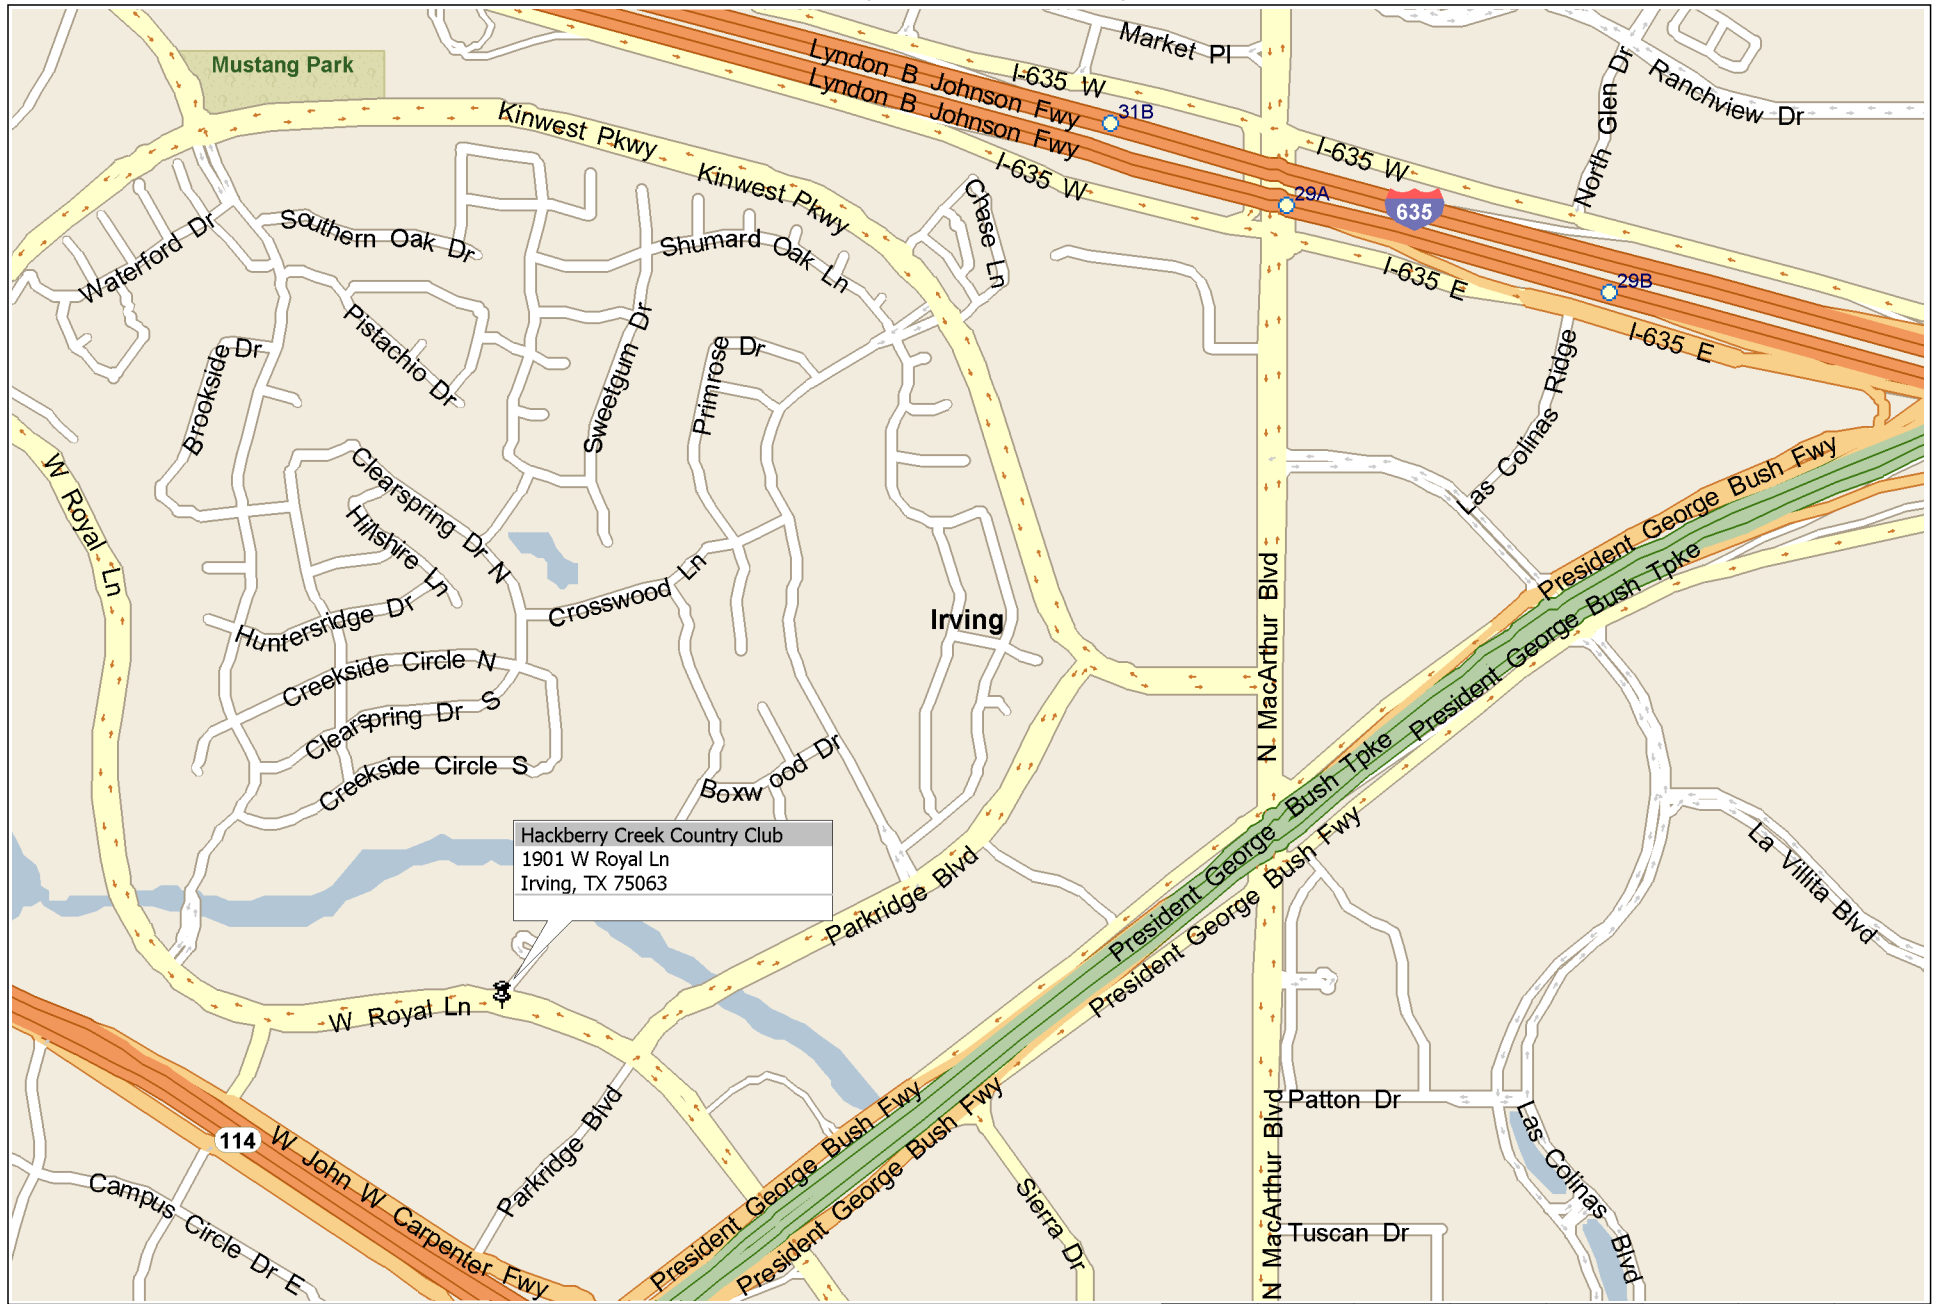 Mustang Park
Market Pl
Lyndon B Johnson Fwy
Lyndon B Johnson Fwy
I-635 W
31B
I-635 W
I-635 W
North Glen Dr
Ranchview Dr
Kinwest Pkwy
Kinwest Pkwy
29A
635
29B
I-635 E
I-635 E
Chase Ln
Waterford Dr
Southern Oak Dr
Shumard Oak Ln
Pistachio Dr
Brookside Dr
Sweetgum Dr
Primrose Dr
Las Colinas Ridge
W Royal Ln
Clearspring Dr N
Hillshire Ln
Huntersridge Dr
Crosswood Ln
Irving
N MacArthur Blvd
President George Bush Fwy
President George Bush Tpke
Creekside Circle N
Clearspring Dr S
Creekside Circle S
Boxwood Dr
President George Bush Tpke
President George Bush Fwy
Hackberry Creek Country Club
1901 W Royal Ln
Irving, TX 75063
Parkridge Blvd
La Villita Blvd
W Royal Ln
114
W John W Carpenter Fwy
Campus Circle Dr E
Parkridge Blvd
President George Bush Fwy
President George Bush Fwy
Sierra Dr
N MacArthur Blvd
Patton Dr
Las Colinas Blvd
Tuscan Dr